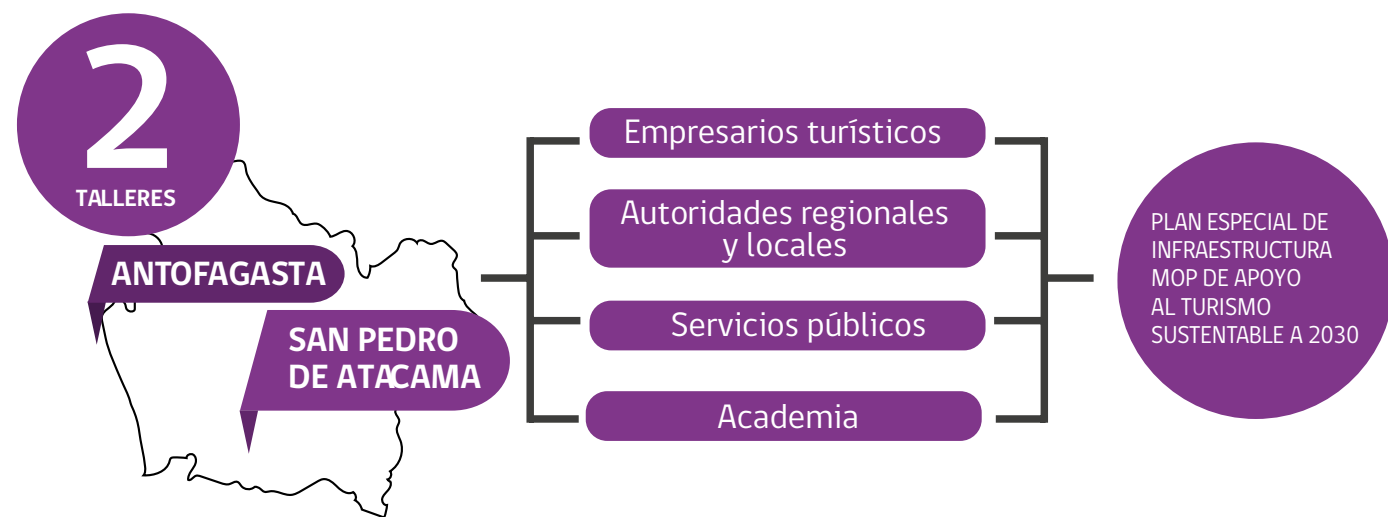 2
TALLERES
ANTOFAGASTA
SAN PEDRO
DE ATACAMA
Empresarios turísticos
Autoridades regionales
y locales
Servicios públicos
Academia
PLAN ESPECIAL DE
INFRAESTRUCTURA
MOP DE APOYO
AL TURISMO
SUSTENTABLE A 2030